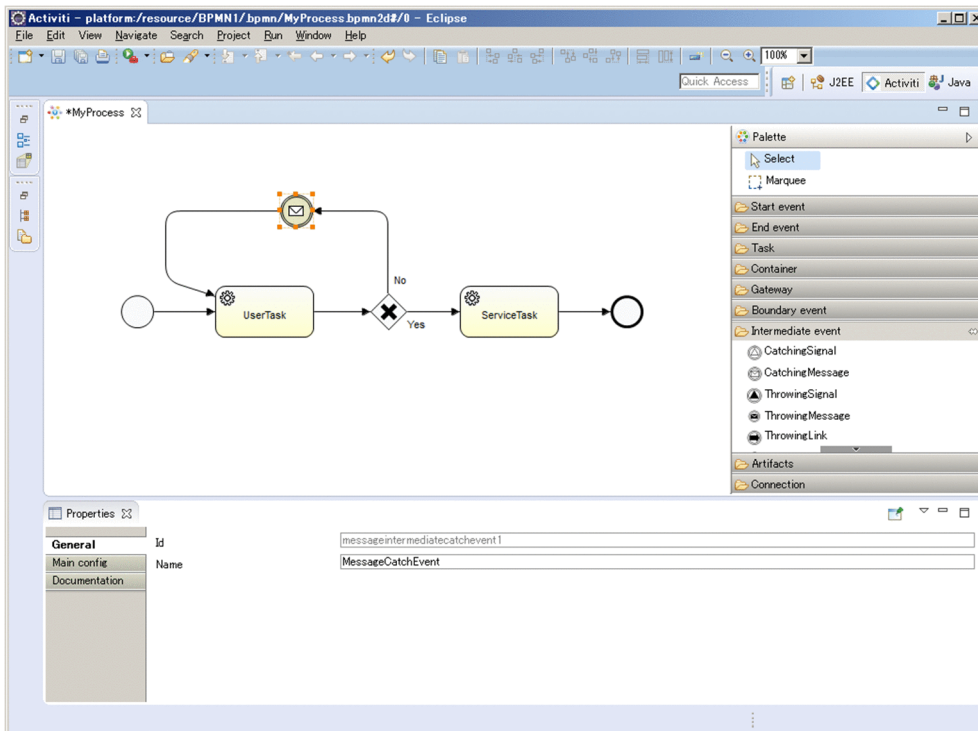 Activiti - platform:/resource/BPMN1/.bpmn/MyProcess.bpmn2d#/0 - Eclipse
File Edit View Navigate Search Project Run Window Help
100%
Quick Access J2EE Activiti Java
*MyProcess
Palette
Select
Marquee
Start event
End event
Task
Container
Gateway
Boundary event
Intermediate event
CatchingSignal
CatchingMessage
ThrowingSignal
ThrowingMessage
ThrowingLink
Artifacts
Connection
No
UserTask
Yes
ServiceTask
Properties
General
Main config
Documentation
Id messageintermediatecatchevent1
Name MessageCatchEvent